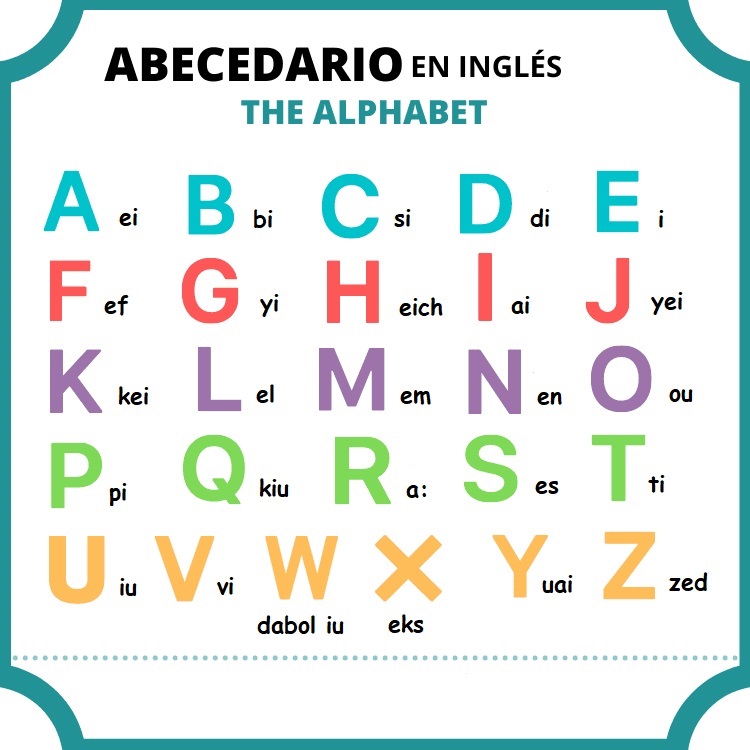 ABECEDARIO EN INGLÉS
THE ALPHABET
A ei B bi C si D di E i
F ef G yi H eich I ai J yei
K kei L el M em N en O ou
P pi Q kiu R a: S es T ti
U iu V vi W X Y uai Z zed
dabol iu eks